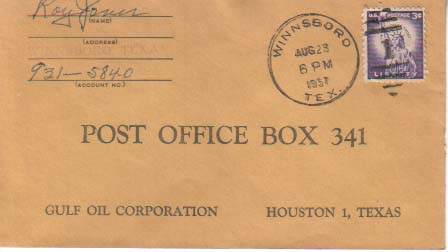 Roy Jones
(NAME)
(ADDRESS)
931-5840
(ACCOUNT NO.)
WINNSBORO
AUG 23
6 PM
1957
TEX.
U.S. POSTAGE 3¢
LIBERTY
POST OFFICE BOX 341
GULF OIL CORPORATION HOUSTON 1, TEXAS